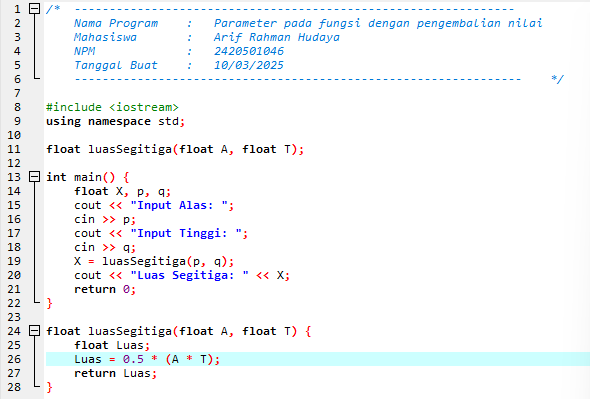 1 /* ---------------------------------------------------------------
2 Nama Program : Parameter pada fungsi dengan pengembalian nilai
3 Mahasiswa : Arif Rahman Hudaya
4 NPM : 2420501046
5 Tanggal Buat : 10/03/2025
6 ---------------------------------------------------------------- */
7
8 #include <iostream>
9 using namespace std;
10
11 float luasSegitiga(float A, float T);
12
13 int main() {
14 float X, p, q;
15 cout << "Input Alas: ";
16 cin >> p;
17 cout << "Input Tinggi: ";
18 cin >> q;
19 X = luasSegitiga(p, q);
20 cout << "Luas Segitiga: " << X;
21 return 0;
22 }
23
24 float luasSegitiga(float A, float T) {
25 float Luas;
26 Luas = 0.5 * (A * T);
27 return Luas;
28 }